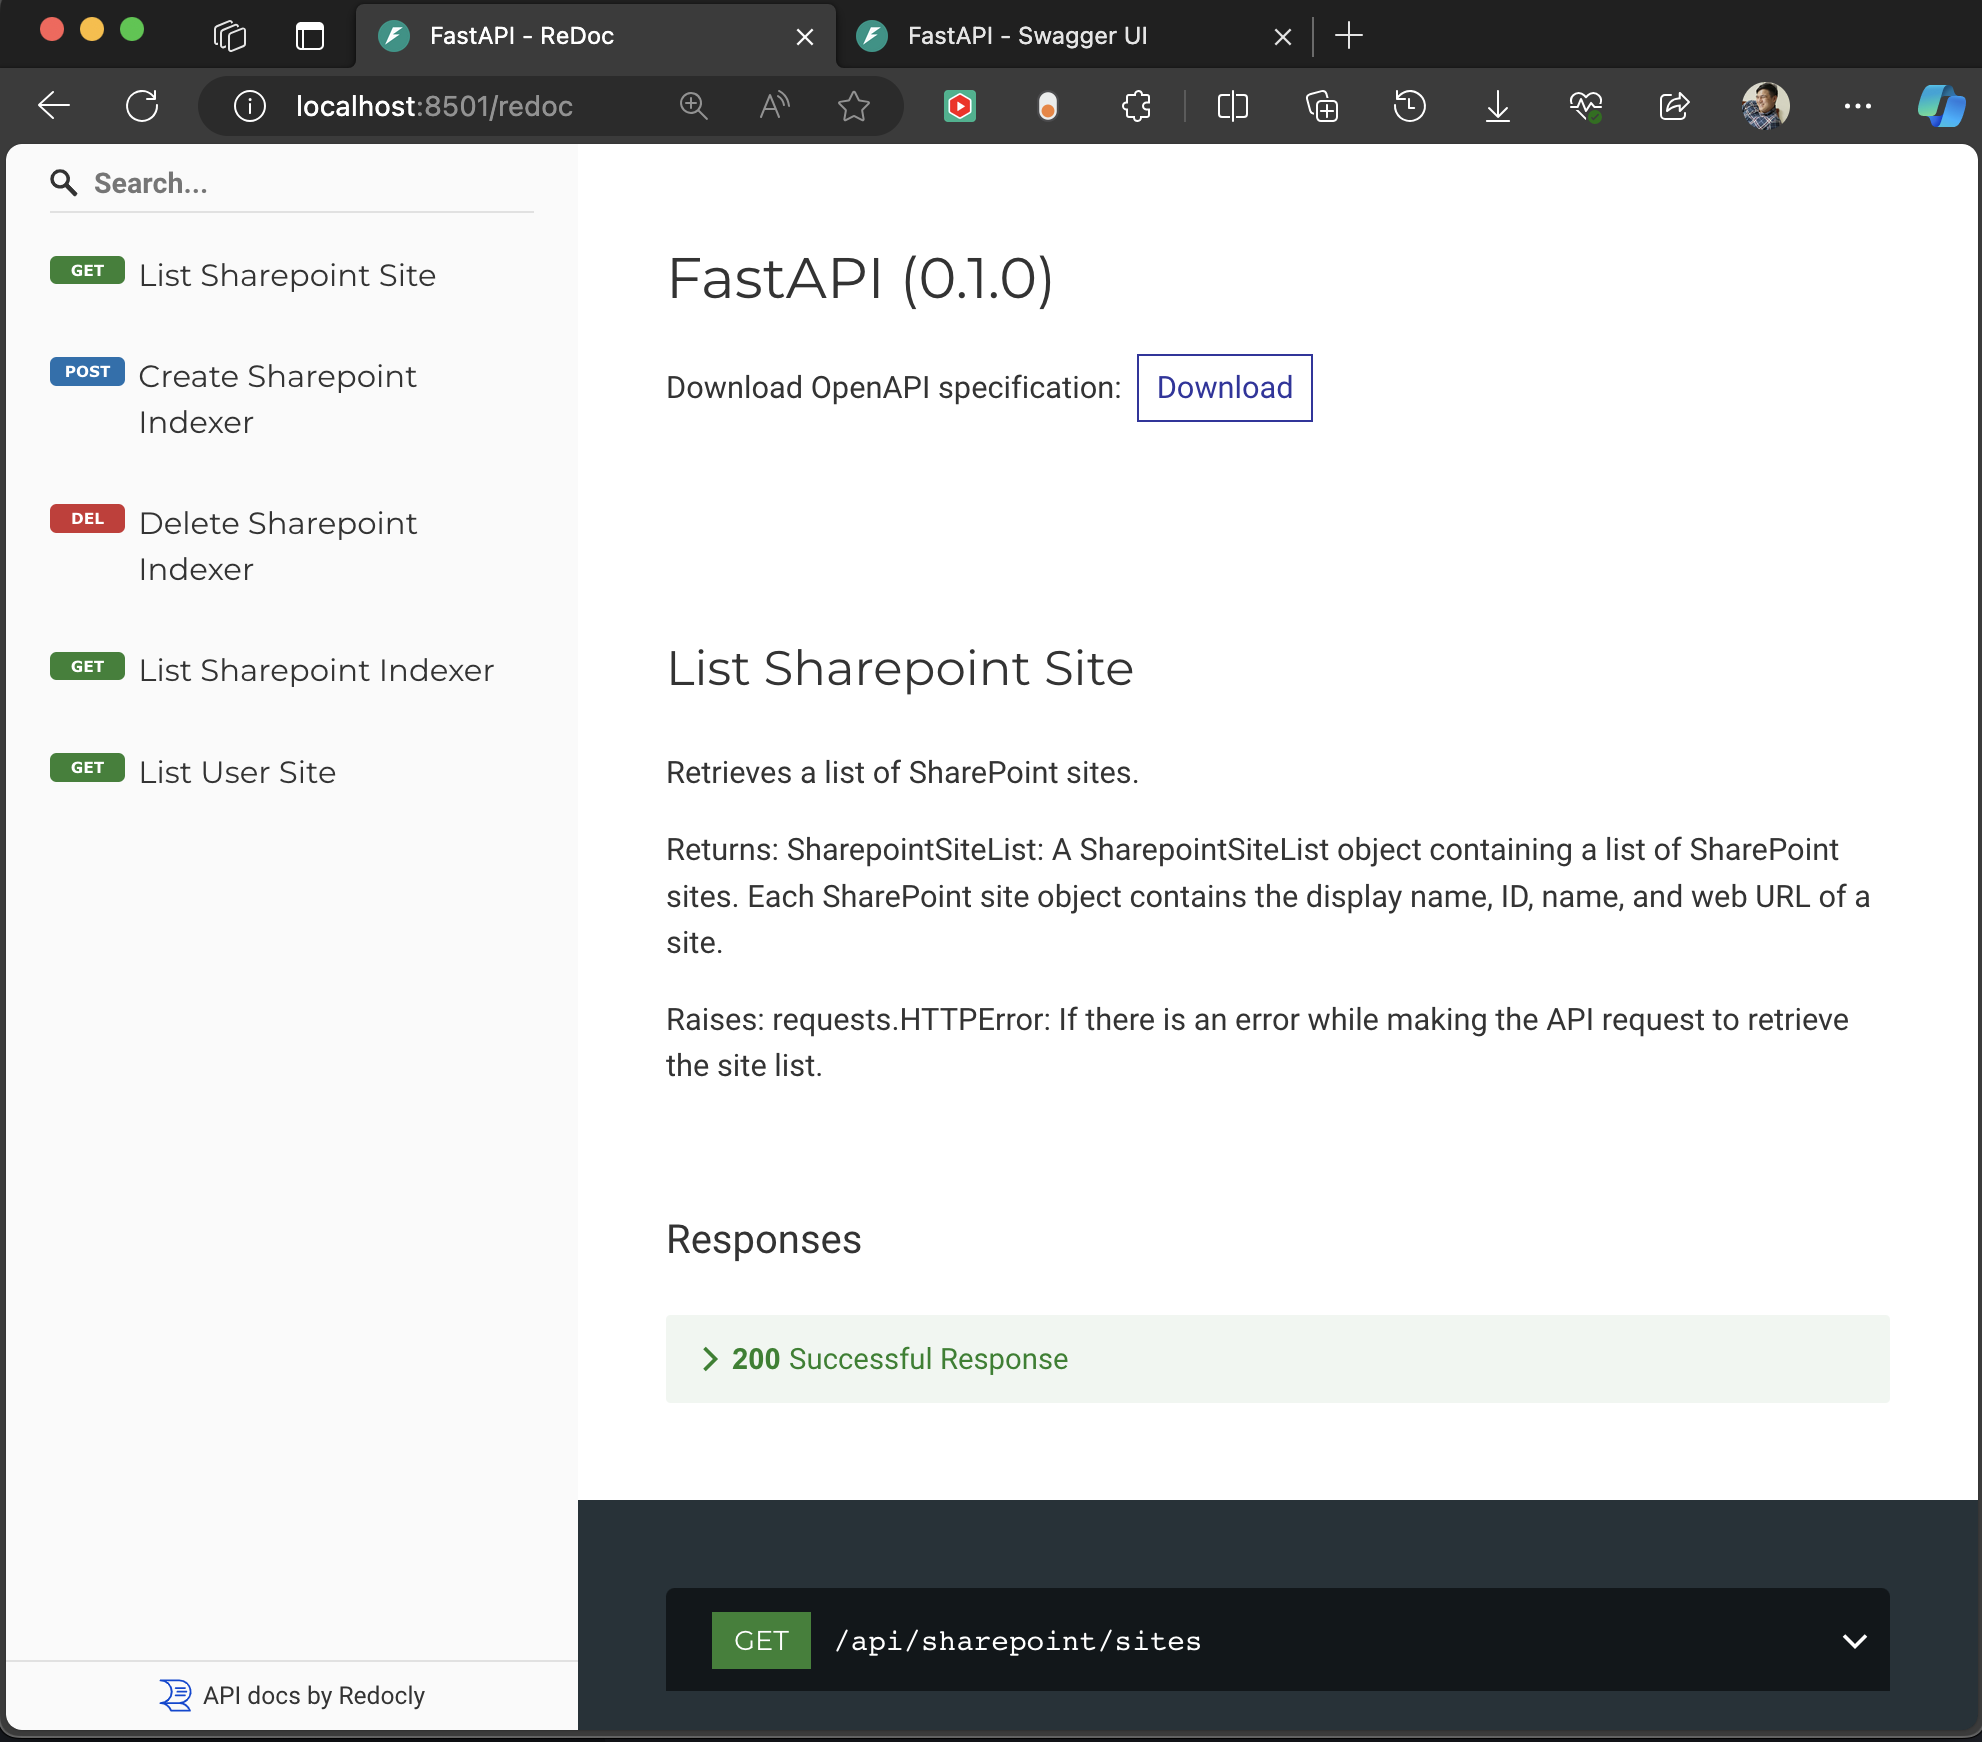 FastAPI - ReDoc
FastAPI - Swagger UI
localhost:8501/redoc
Search...
GET List Sharepoint Site
POST Create Sharepoint
Indexer
DEL Delete Sharepoint
Indexer
GET List Sharepoint Indexer
GET List User Site
API docs by Redocly
FastAPI (0.1.0)
Download OpenAPI specification: Download
List Sharepoint Site
Retrieves a list of SharePoint sites.
Returns: SharepointSiteList: A SharepointSiteList object containing a list of SharePoint
sites. Each SharePoint site object contains the display name, ID, name, and web URL of a
site.
Raises: requests.HTTPError: If there is an error while making the API request to retrieve
the site list.
Responses
200 Successful Response
GET /api/sharepoint/sites